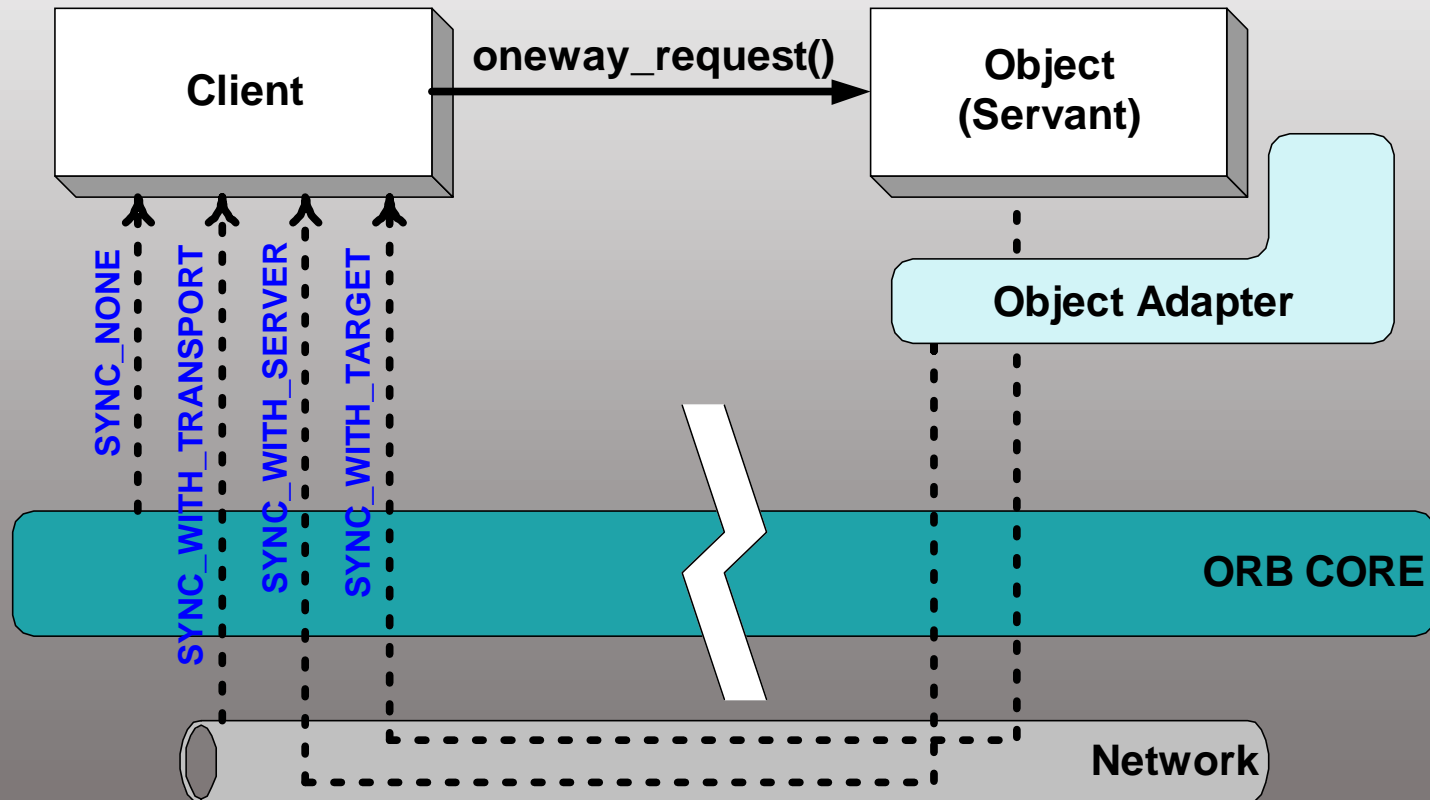 Client
oneway_request()
Object
(Servant)
SYNC_NONE
SYNC_WITH_TRANSPORT
SYNC_WITH_SERVER
SYNC_WITH_TARGET
Object Adapter
ORB CORE
Network